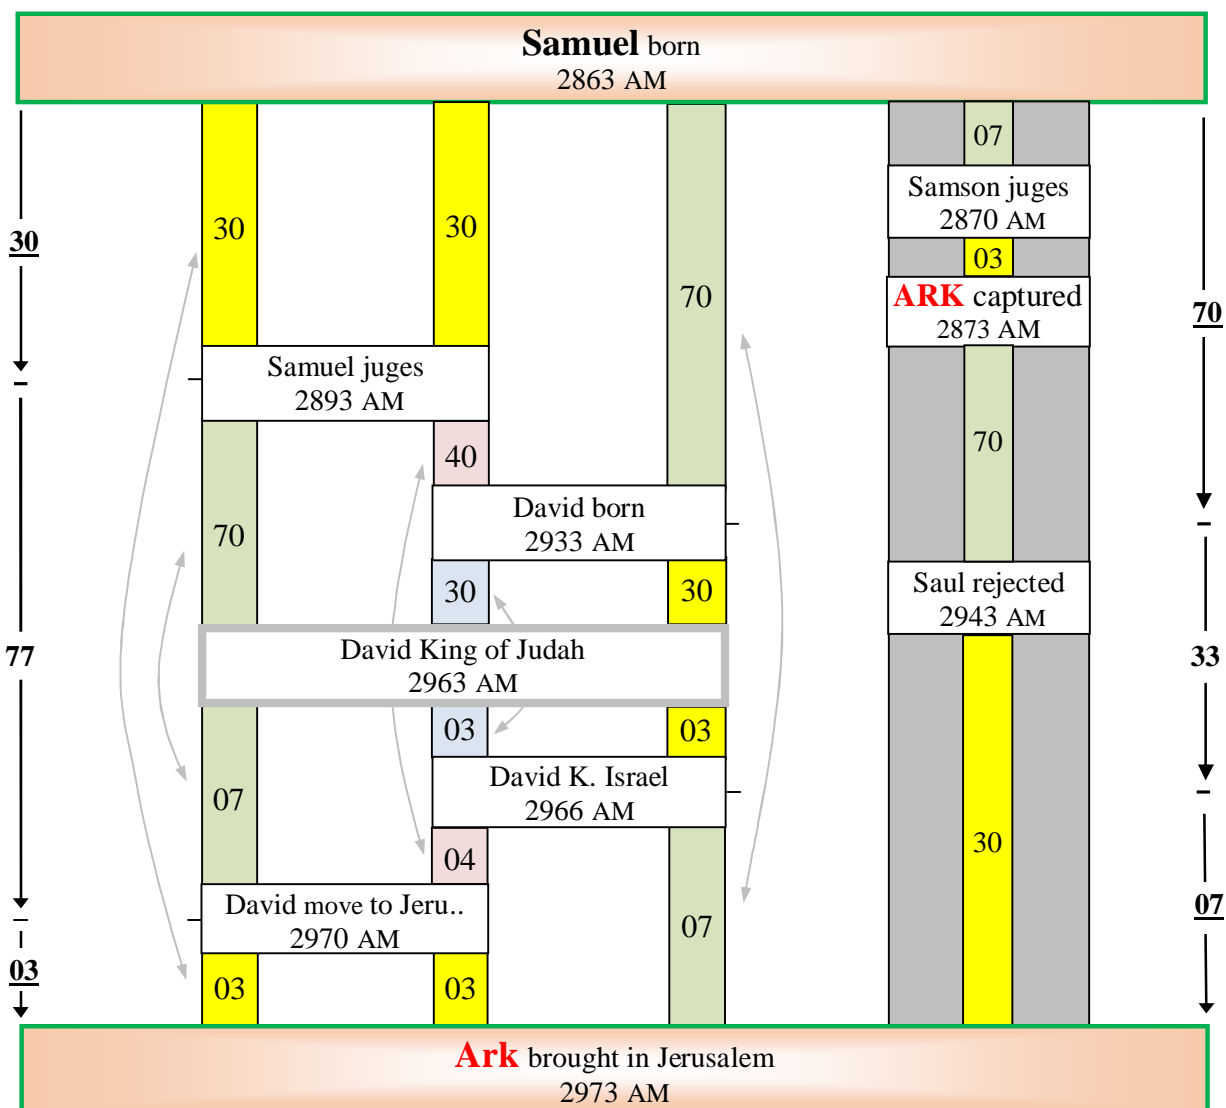 Samuel born
2863 AM
07
Samson juges
2870 AM
30
30
30
03
70
ARK captured
2873 AM
70
Samuel juges
2893 AM
40
70
David born
2933 AM
70
30
30
Saul rejected
2943 AM
77
David King of Judah
2963 AM
33
03
03
David K. Israel
2966 AM
07
04
30
David move to Jeru..
2970 AM
07
07
03
03
03
Ark brought in Jerusalem
2973 AM